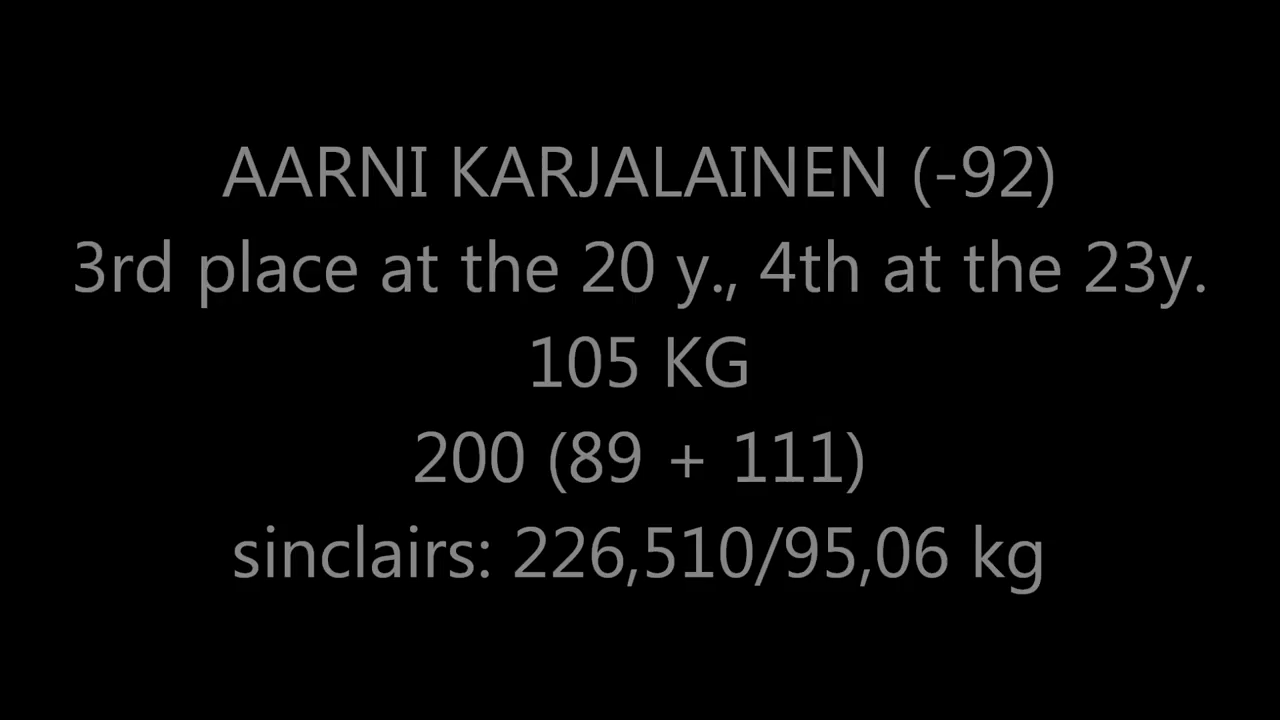 AARNI KARJALAINEN (-92)
3rd place at the 20 y., 4th at the 23y.
105 KG
200 (89 + 111)
sinclairs: 226,510/95,06 kg